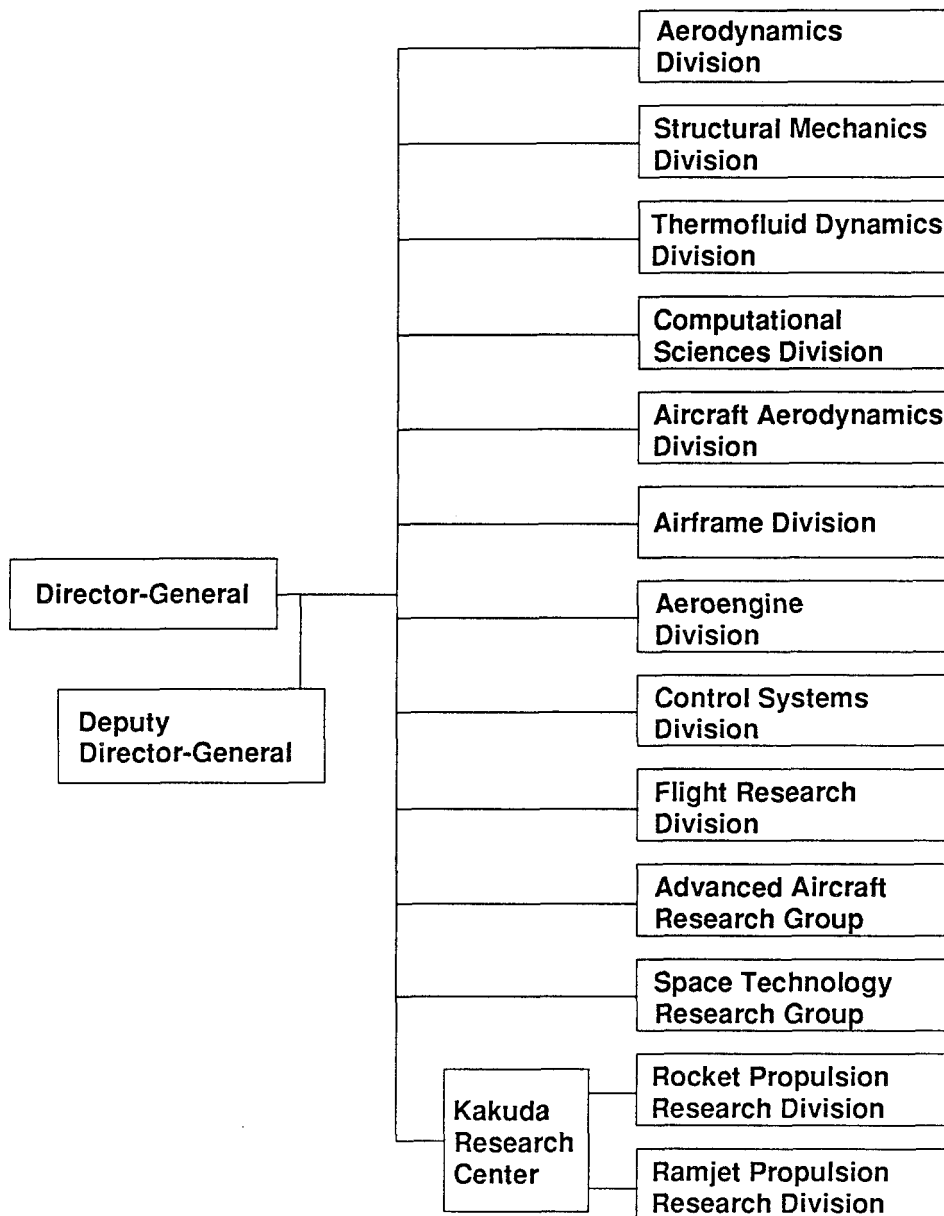 Aerodynamics
Division
Structural Mechanics
Division
Thermofluid Dynamics
Division
Computational
Sciences Division
Aircraft Aerodynamics
Division
Airframe Division
Director-General
Aeroengine
Division
Deputy
Director-General
Control Systems
Division
Flight Research
Division
Advanced Aircraft
Research Group
Space Technology
Research Group
Kakuda
Research
Center
Rocket Propulsion
Research Division
Ramjet Propulsion
Research Division